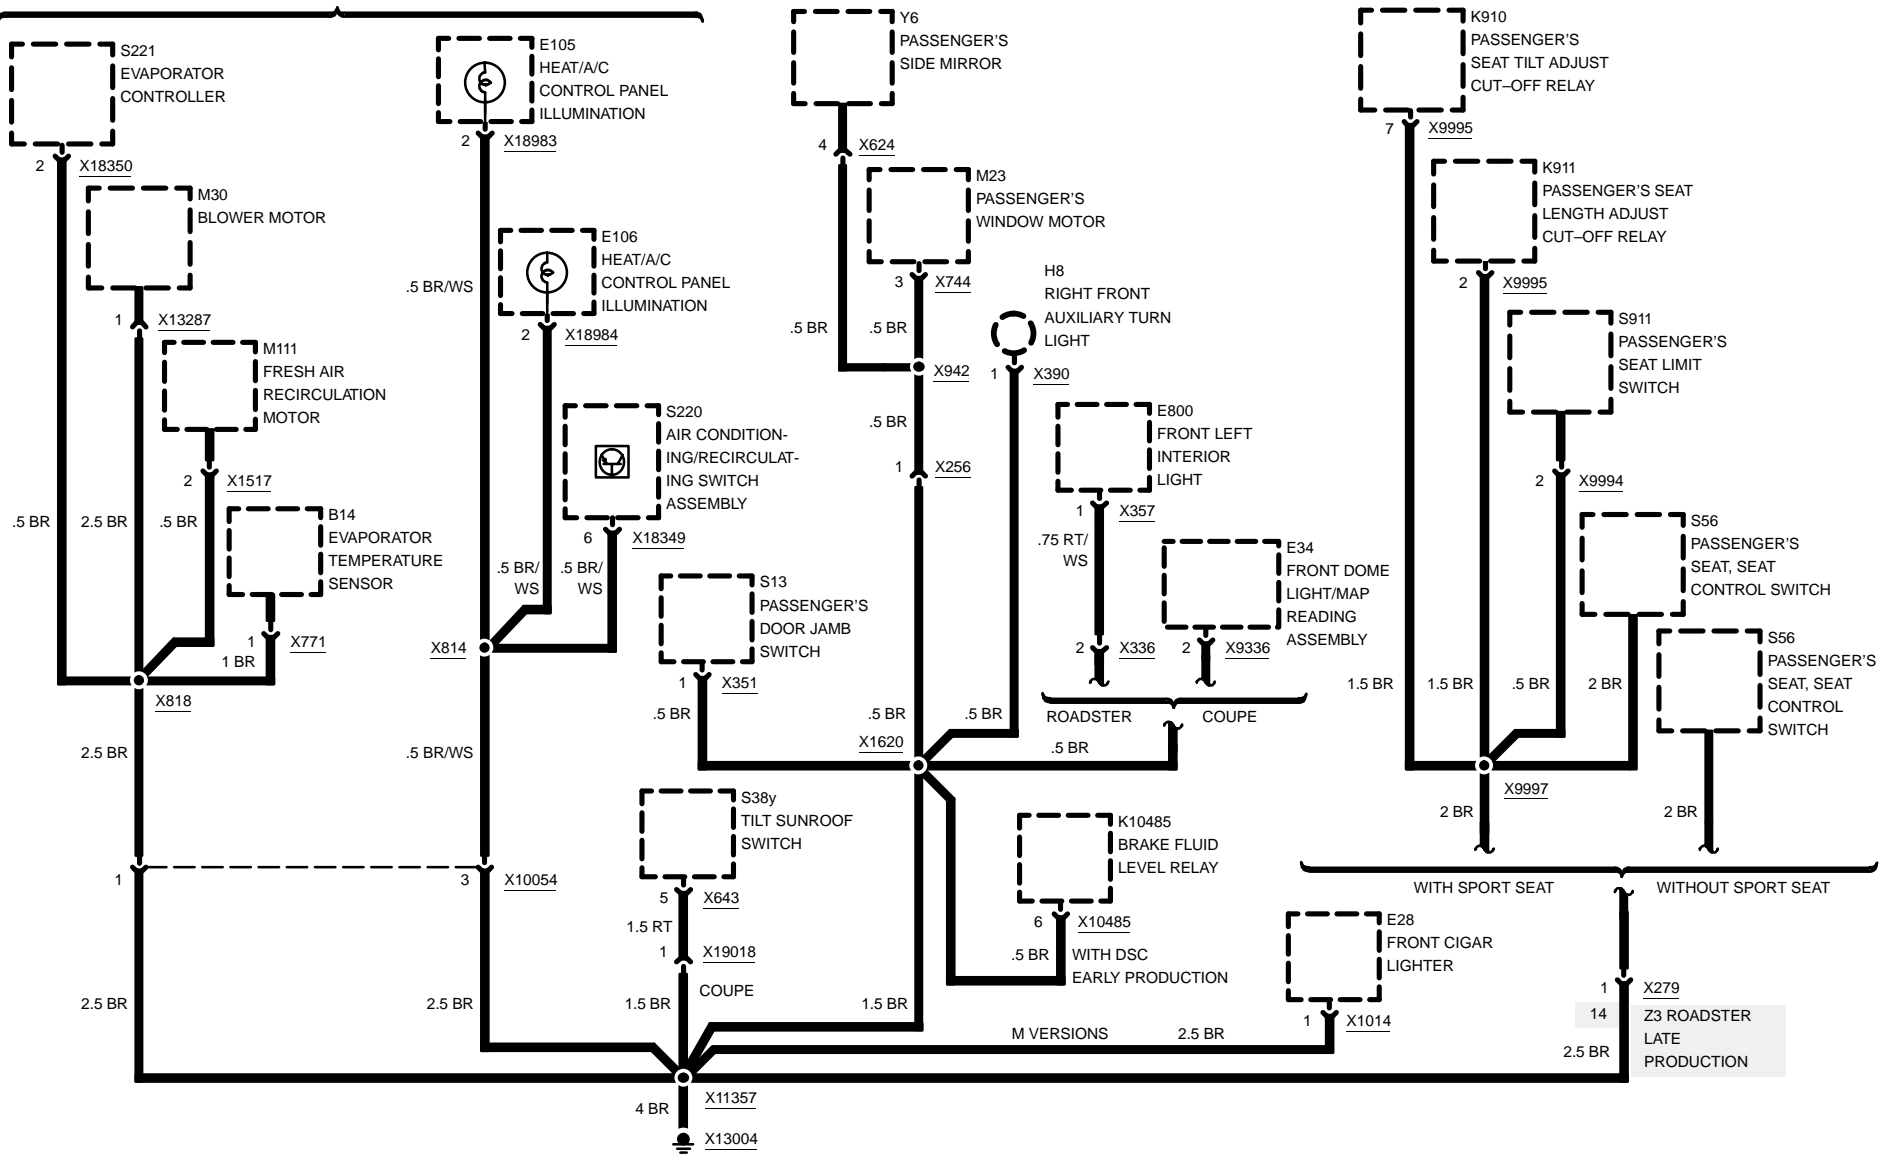 S221
EVAPORATOR
CONTROLLER
2 X18350
M30
BLOWER MOTOR
1 X13287
M111
FRESH AIR
RECIRCULATION
MOTOR
2 X1517
.5 BR
2.5 BR
.5 BR
B14
EVAPORATOR
TEMPERATURE
SENSOR
1 X771
1 BR
X818
2.5 BR
1
2.5 BR
E105
HEAT/A/C
CONTROL PANEL
ILLUMINATION
2 X18983
.5 BR/WS
E106
HEAT/A/C
CONTROL PANEL
ILLUMINATION
2 X18984
S220
AIR CONDITION-
ING/RECIRCULAT-
ING SWITCH
ASSEMBLY
6 X18349
.5 BR/
WS
.5 BR/
WS
X814
.5 BR/WS
3 X10054
2.5 BR
Y6
PASSENGER'S
SIDE MIRROR
4 X624
M23
PASSENGER'S
WINDOW MOTOR
3 X744
.5 BR
.5 BR
X942
.5 BR
1 X256
H8
RIGHT FRONT
AUXILIARY TURN
LIGHT
1 X390
E800
FRONT LEFT
INTERIOR
LIGHT
1 X357
.75 RT/
WS
2 X336
E34
FRONT DOME
LIGHT/MAP
READING
ASSEMBLY
2 X9336
ROADSTER
COUPE
S13
PASSENGER'S
DOOR JAMB
SWITCH
1 X351
.5 BR
.5 BR
.5 BR
X1620
.5 BR
S38y
TILT SUNROOF
SWITCH
5 X643
1.5 RT
1 X19018
COUPE
1.5 BR
1.5 BR
K10485
BRAKE FLUID
LEVEL RELAY
6 X10485
.5 BR
WITH DSC
EARLY PRODUCTION
K910
PASSENGER'S
SEAT TILT ADJUST
CUT–OFF RELAY
7 X9995
K911
PASSENGER'S SEAT
LENGTH ADJUST
CUT–OFF RELAY
2 X9995
S911
PASSENGER'S
SEAT LIMIT
SWITCH
2 X9994
S56
PASSENGER'S
SEAT, SEAT
CONTROL SWITCH
S56
PASSENGER'S
SEAT, SEAT
CONTROL
SWITCH
1.5 BR
1.5 BR
.5 BR
2 BR
X9997
2 BR
2 BR
WITH SPORT SEAT
WITHOUT SPORT SEAT
E28
FRONT CIGAR
LIGHTER
1 X1014
M VERSIONS
2.5 BR
1 X279
14
Z3 ROADSTER
LATE
PRODUCTION
2.5 BR
X11357
4 BR
X13004